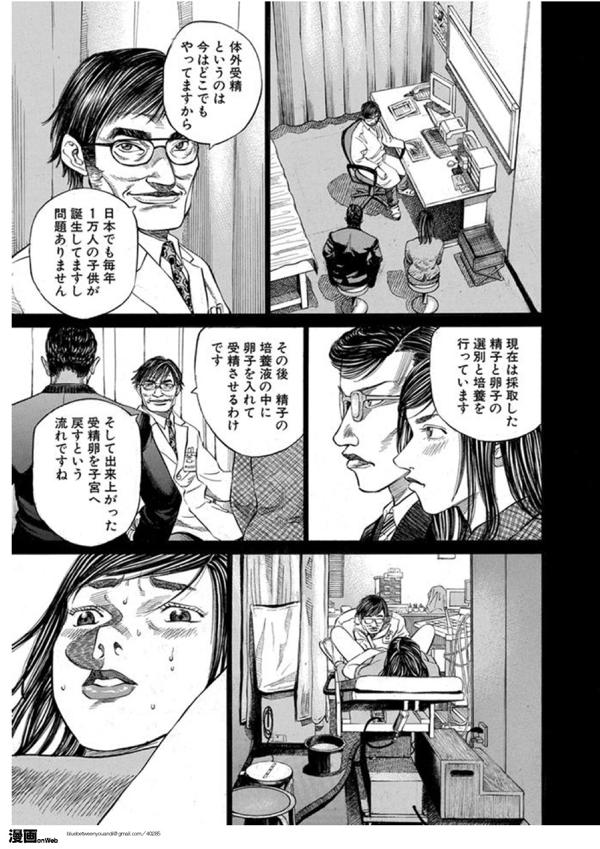 体外受精
というのは
今はどこでも
やってますから
日本でも毎年
1万人の子供が
誕生してますし
問題ありません
現在は採取した
精子と卵子の
選別と培養を
行っています
その後 精子の
培養液の中に
卵子を入れて
受精させるわけ
です
そして出来上がった
受精卵を子宮へ
戻すという
流れですね
漫画onWeb
bluebetweenyouandi@gmail.com/40285